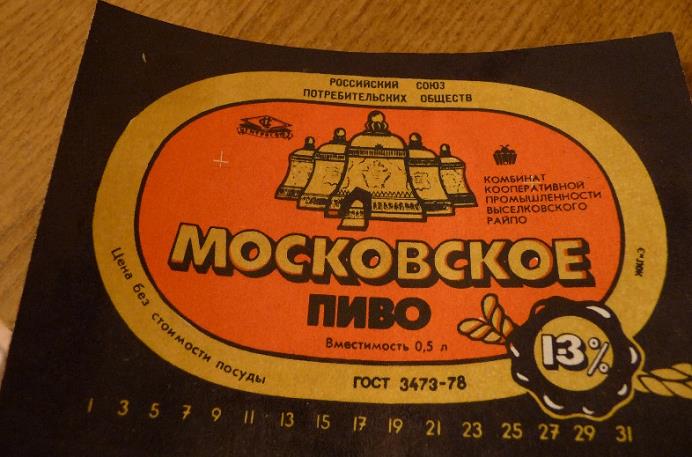 РОССИЙСКИЙ СОЮЗ
ПОТРЕБИТЕЛЬСКИХ ОБЩЕСТВ
КОМБИНАТ
КООПЕРАТИВНОЙ
ПРОМЫШЛЕННОСТИ
ВЫСЕЛКОВСКОГО
РАЙПО
МОСКОВСКОЕ
ПИВО
Вместимость 0,5 л
13%
Цена без стоимости посуды
ГОСТ 3473-78
1 3 5 7 9 11 13 15 17 19 21 23 25 27 29 31